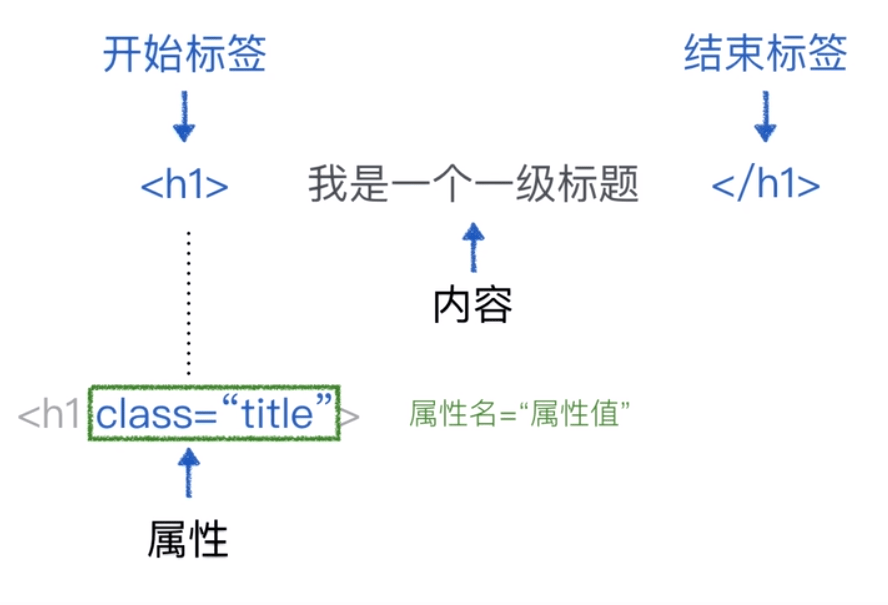 开始标签 结束标签
<h1> 我是一个一级标题 </h1>
内容
<h1 class=“title”> 属性名=“属性值”
属性